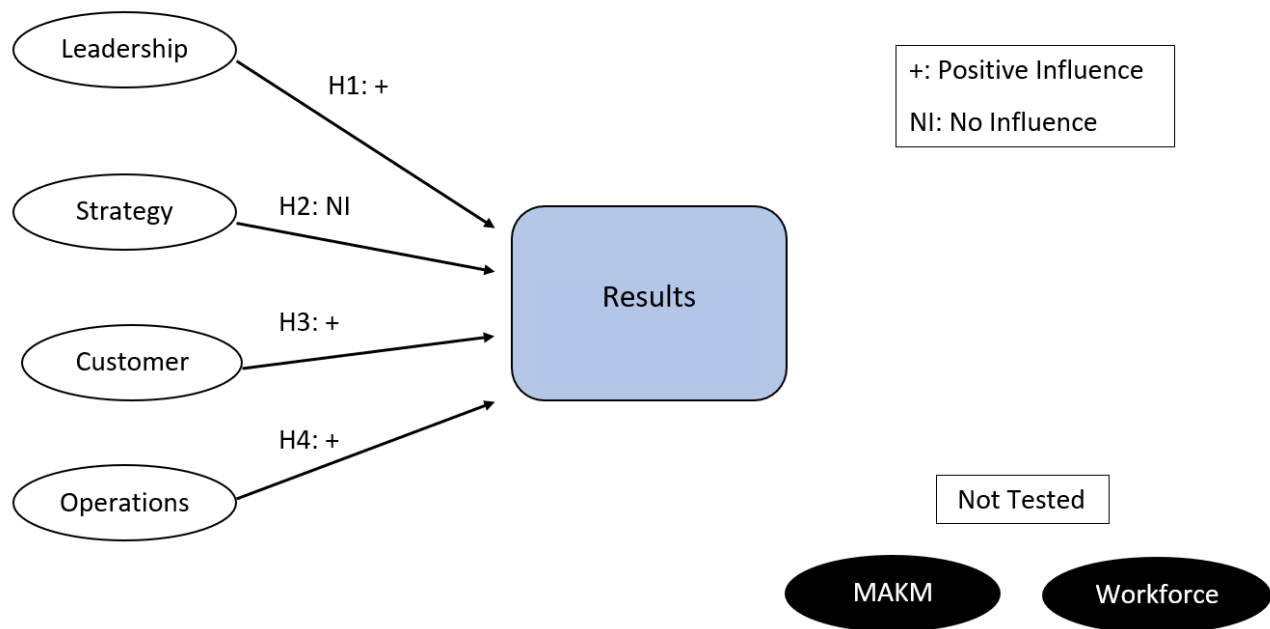 Leadership
H1: +
+: Positive Influence
NI: No Influence
Strategy
H2: NI
Results
H3: +
Customer
H4: +
Operations
Not Tested
MAKM
Workforce